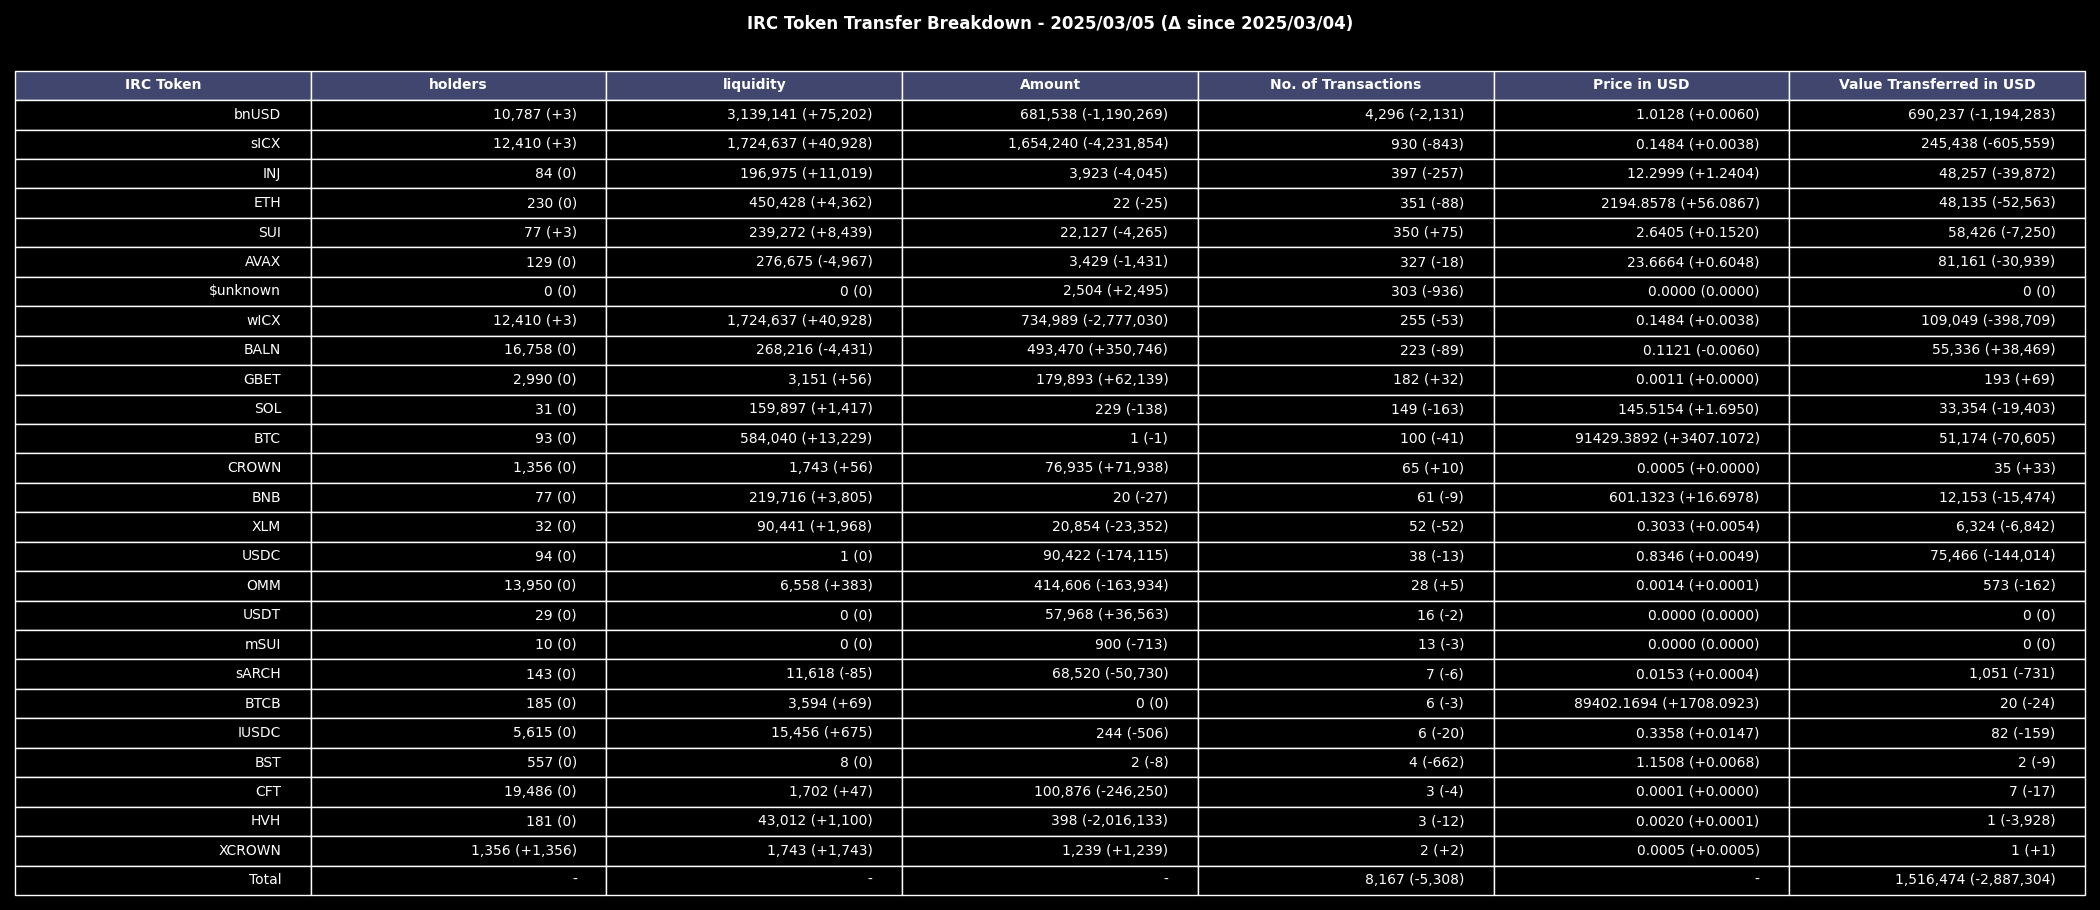 IRC Token Transfer Breakdown - 2025/03/05 (Δ since 2025/03/04)
IRC Token holders liquidity Amount No. of Transactions Price in USD Value Transferred in USD
bnUSD 10,787 (+3) 3,139,141 (+75,202) 681,538 (-1,190,269) 4,296 (-2,131) 1.0128 (+0.0060) 690,237 (-1,194,283)
sICX 12,410 (+3) 1,724,637 (+40,928) 1,654,240 (-4,231,854) 930 (-843) 0.1484 (+0.0038) 245,438 (-605,559)
INJ 84 (0) 196,975 (+11,019) 3,923 (-4,045) 397 (-257) 12.2999 (+1.2404) 48,257 (-39,872)
ETH 230 (0) 450,428 (+4,362) 22 (-25) 351 (-88) 2194.8578 (+56.0867) 48,135 (-52,563)
SUI 77 (+3) 239,272 (+8,439) 22,127 (-4,265) 350 (+75) 2.6405 (+0.1520) 58,426 (-7,250)
AVAX 129 (0) 276,675 (-4,967) 3,429 (-1,431) 327 (-18) 23.6664 (+0.6048) 81,161 (-30,939)
$unknown 0 (0) 0 (0) 2,504 (+2,495) 303 (-936) 0.0000 (0.0000) 0 (0)
wICX 12,410 (+3) 1,724,637 (+40,928) 734,989 (-2,777,030) 255 (-53) 0.1484 (+0.0038) 109,049 (-398,709)
BALN 16,758 (0) 268,216 (-4,431) 493,470 (+350,746) 223 (-89) 0.1121 (-0.0060) 55,336 (+38,469)
GBET 2,990 (0) 3,151 (+56) 179,893 (+62,139) 182 (+32) 0.0011 (+0.0000) 193 (+69)
SOL 31 (0) 159,897 (+1,417) 229 (-138) 149 (-163) 145.5154 (+1.6950) 33,354 (-19,403)
BTC 93 (0) 584,040 (+13,229) 1 (-1) 100 (-41) 91429.3892 (+3407.1072) 51,174 (-70,605)
CROWN 1,356 (0) 1,743 (+56) 76,935 (+71,938) 65 (+10) 0.0005 (+0.0000) 35 (+33)
BNB 77 (0) 219,716 (+3,805) 20 (-27) 61 (-9) 601.1323 (+16.6978) 12,153 (-15,474)
XLM 32 (0) 90,441 (+1,968) 20,854 (-23,352) 52 (-52) 0.3033 (+0.0054) 6,324 (-6,842)
USDC 94 (0) 1 (0) 90,422 (-174,115) 38 (-13) 0.8346 (+0.0049) 75,466 (-144,014)
OMM 13,950 (0) 6,558 (+383) 414,606 (-163,934) 28 (+5) 0.0014 (+0.0001) 573 (-162)
USDT 29 (0) 0 (0) 57,968 (+36,563) 16 (-2) 0.0000 (0.0000) 0 (0)
mSUI 10 (0) 0 (0) 900 (-713) 13 (-3) 0.0000 (0.0000) 0 (0)
sARCH 143 (0) 11,618 (-85) 68,520 (-50,730) 7 (-6) 0.0153 (+0.0004) 1,051 (-731)
BTCB 185 (0) 3,594 (+69) 0 (0) 6 (-3) 89402.1694 (+1708.0923) 20 (-24)
IUSDC 5,615 (0) 15,456 (+675) 244 (-506) 6 (-20) 0.3358 (+0.0147) 82 (-159)
BST 557 (0) 8 (0) 2 (-8) 4 (-662) 1.1508 (+0.0068) 2 (-9)
CFT 19,486 (0) 1,702 (+47) 100,876 (-246,250) 3 (-4) 0.0001 (+0.0000) 7 (-17)
HVH 181 (0) 43,012 (+1,100) 398 (-2,016,133) 3 (-12) 0.0020 (+0.0001) 1 (-3,928)
XCROWN 1,356 (+1,356) 1,743 (+1,743) 1,239 (+1,239) 2 (+2) 0.0005 (+0.0005) 1 (+1)
Total - - - 8,167 (-5,308) - 1,516,474 (-2,887,304)